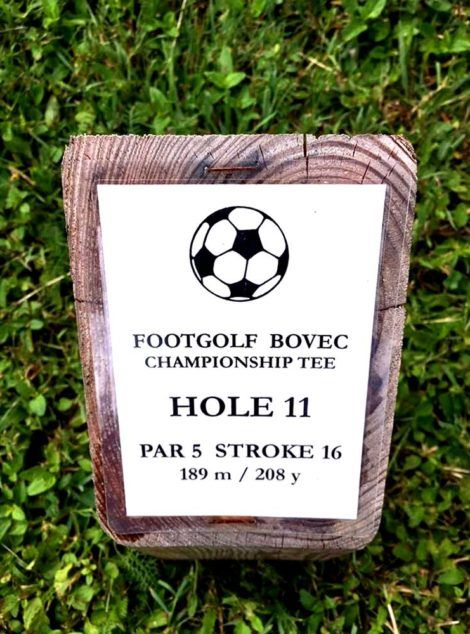 FOOTGOLF BOVEC
CHAMPIONSHIP TEE
HOLE 11
PAR 5 STROKE 16
189 m / 208 y